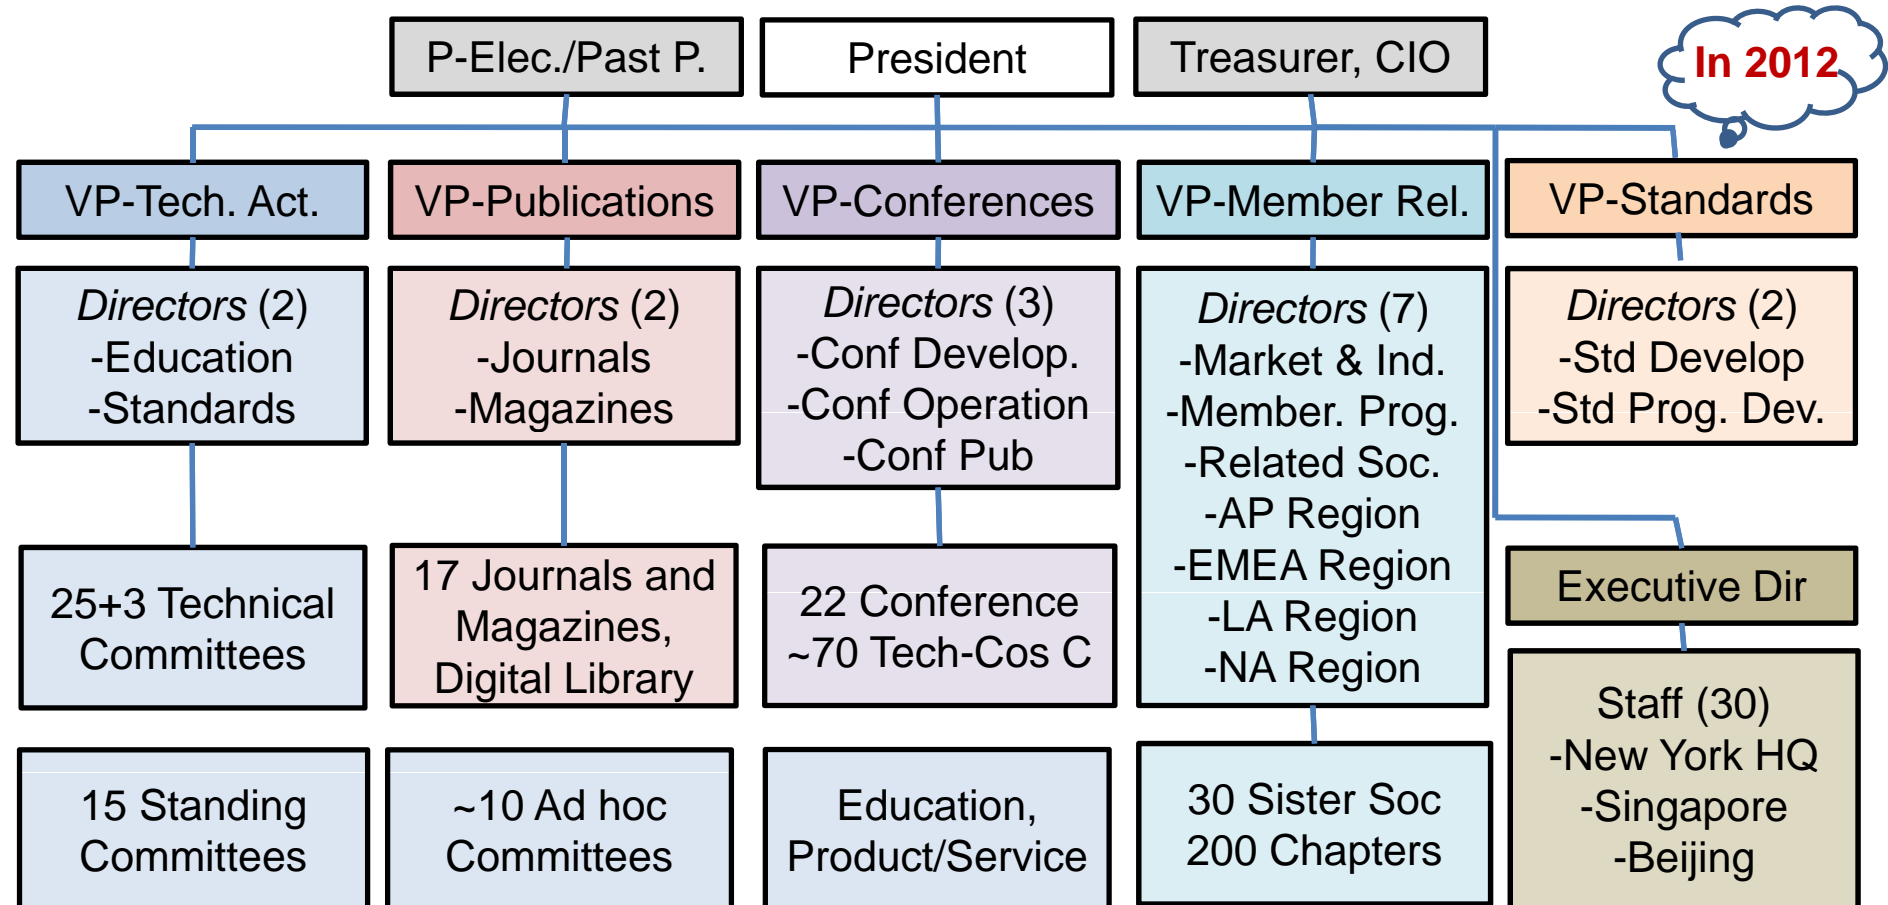 P-Elec./Past P.
President
Treasurer, CIO
In 2012
VP-Tech. Act.
VP-Publications
VP-Conferences
VP-Member Rel.
VP-Standards
Directors (2)
-Education
-Standards
Directors (2)
-Journals
-Magazines
Directors (3)
-Conf Develop.
-Conf Operation
-Conf Pub
Directors (7)
-Market & Ind.
-Member. Prog.
-Related Soc.
-AP Region
-EMEA Region
-LA Region
-NA Region
Directors (2)
-Std Develop
-Std Prog. Dev.
25+3 Technical
Committees
17 Journals and
Magazines,
Digital Library
22 Conference
~70 Tech-Cos C
Executive Dir
15 Standing
Committees
~10 Ad hoc
Committees
Education,
Product/Service
30 Sister Soc
200 Chapters
Staff (30)
-New York HQ
-Singapore
-Beijing